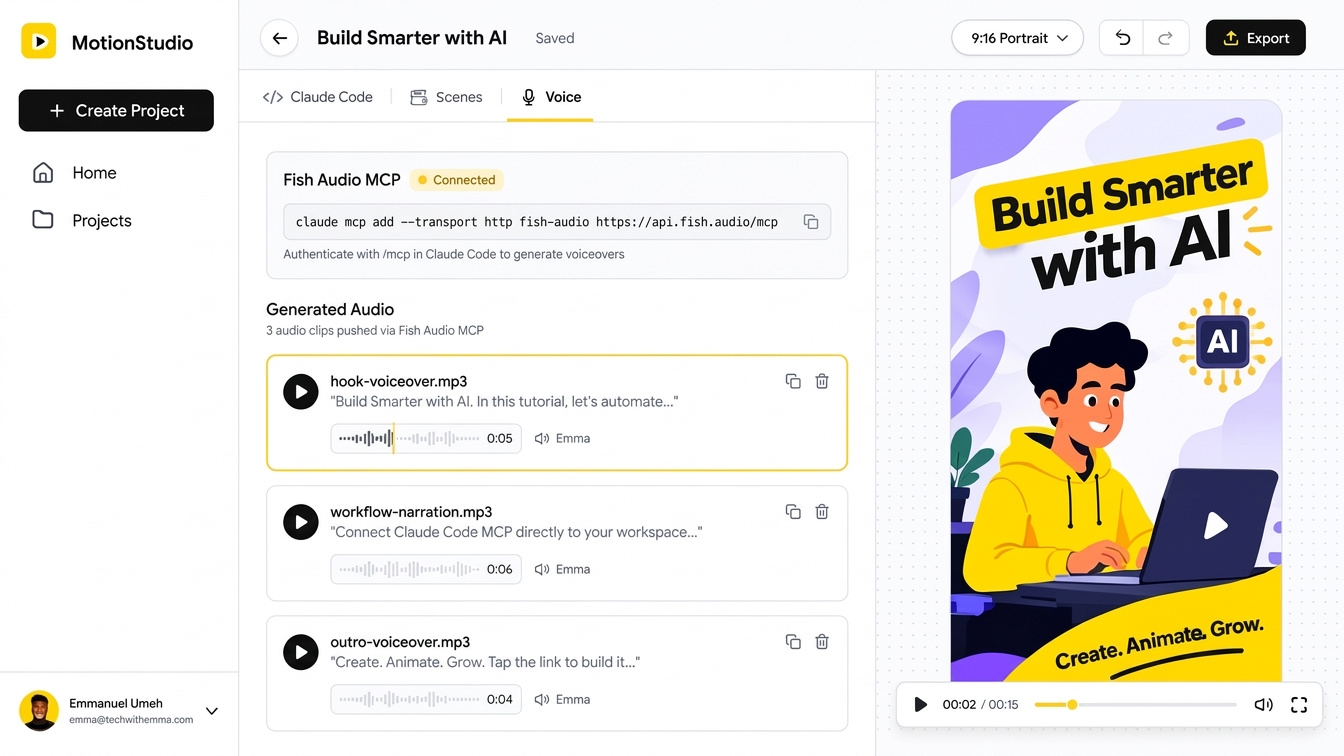 MotionStudio
+ Create Project
Home
Projects
Emmanuel Umeh
emma@techwithemma.com
Build Smarter with AI
Saved
9:16 Portrait
Export
</> Claude Code
Scenes
Voice
Fish Audio MCP
Connected
claude mcp add --transport http fish-audio https://api.fish.audio/mcp
Authenticate with /mcp in Claude Code to generate voiceovers
Generated Audio
3 audio clips pushed via Fish Audio MCP
hook-voiceover.mp3
"Build Smarter with AI. In this tutorial, let's automate..."
0:05
Emma
workflow-narration.mp3
"Connect Claude Code MCP directly to your workspace..."
0:06
Emma
outro-voiceover.mp3
"Create. Animate. Grow. Tap the link to build it..."
0:04
Emma
Build Smarter
with AI
AI
Create. Animate. Grow.
00:02 / 00:15